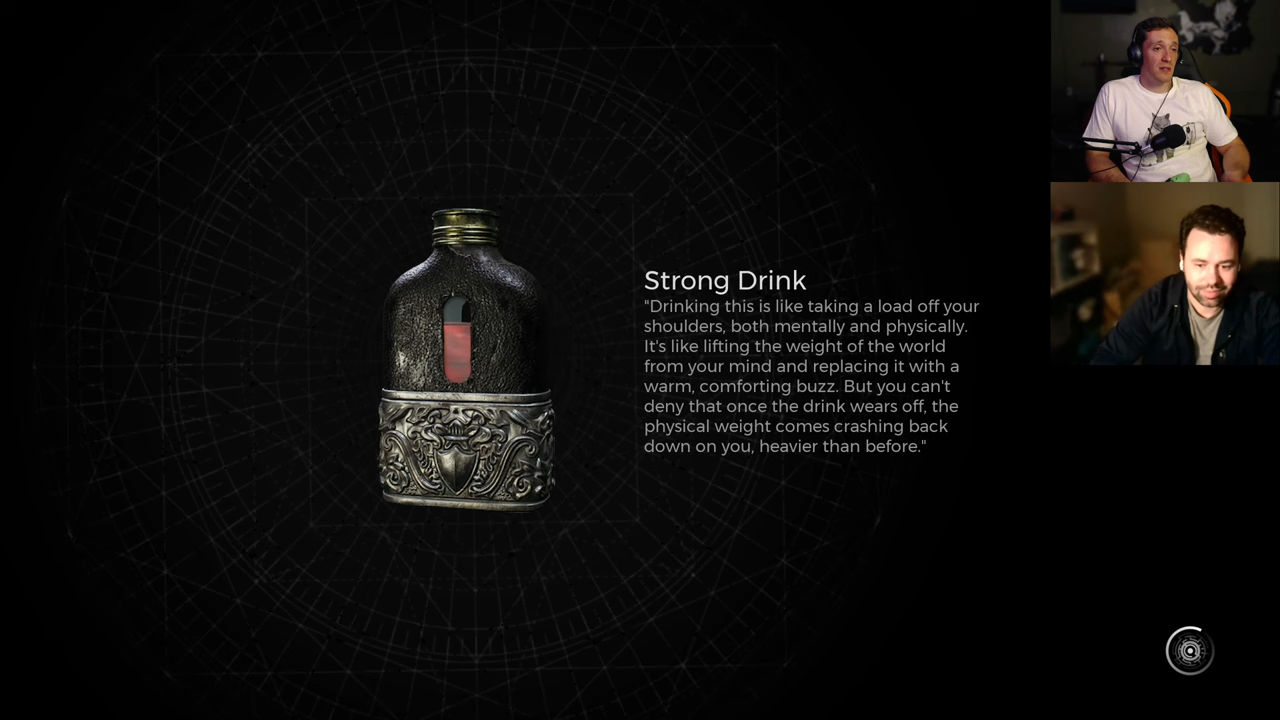 Strong Drink
"Drinking this is like taking a load off your
shoulders, both mentally and physically.
It's like lifting the weight of the world
from your mind and replacing it with a
warm, comforting buzz. But you can't
deny that once the drink wears off, the
physical weight comes crashing back
down on you, heavier than before."